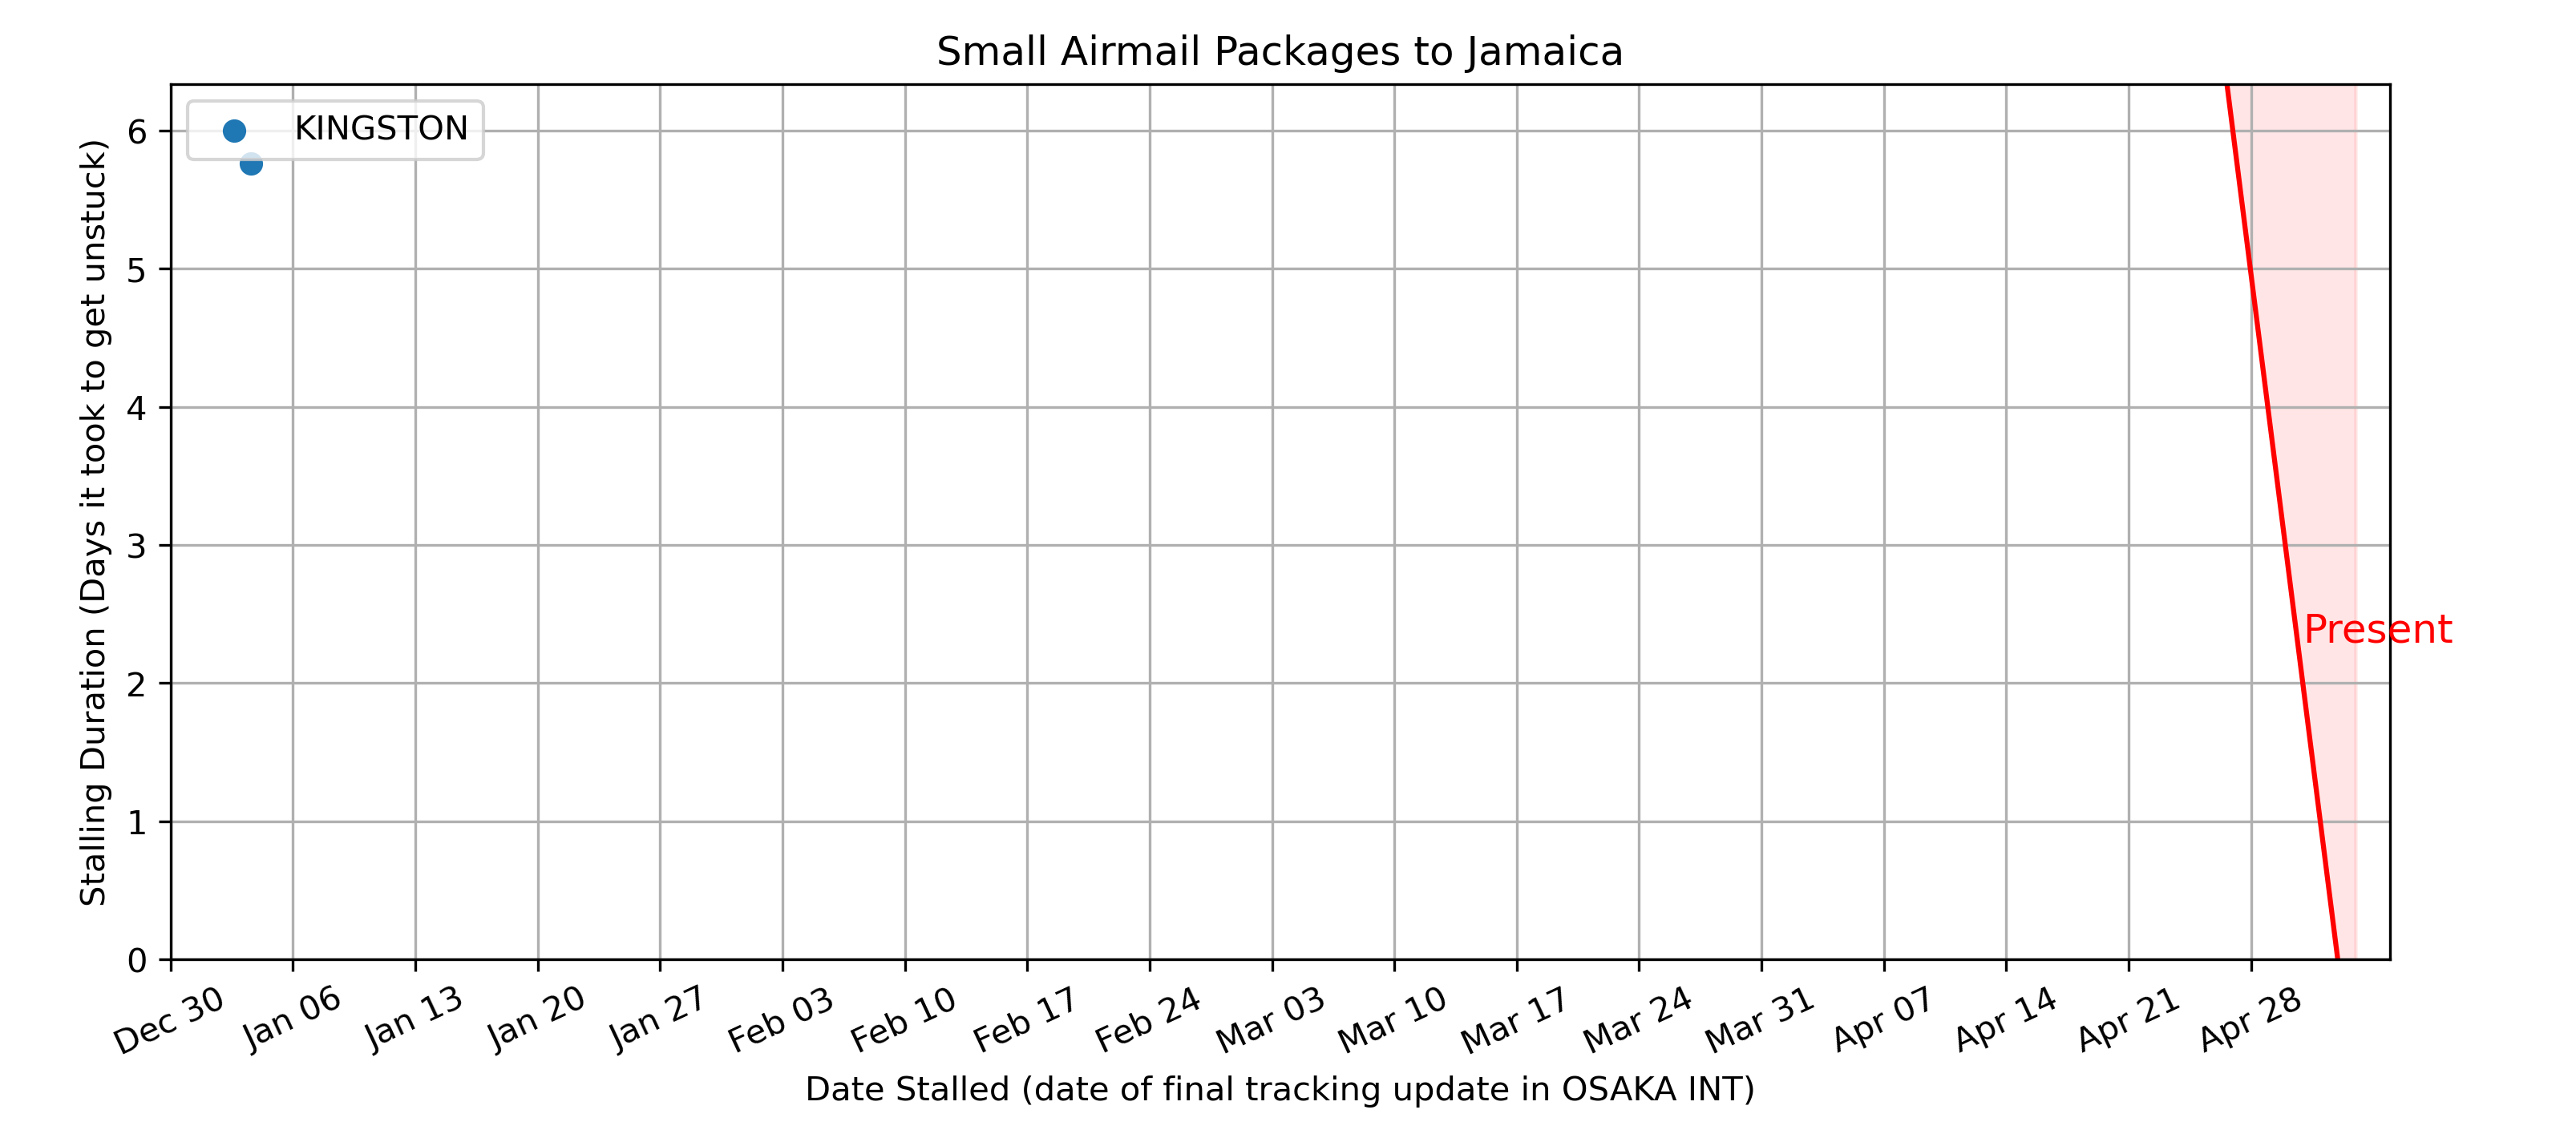 Small Airmail Packages to Jamaica
KINGSTON
6
5
4
3
2
1
0
Stalling Duration (Days it took to get unstuck)
Present
Dec 30
Jan 06
Jan 13
Jan 20
Jan 27
Feb 03
Feb 10
Feb 17
Feb 24
Mar 03
Mar 10
Mar 17
Mar 24
Mar 31
Apr 07
Apr 14
Apr 21
Apr 28
Date Stalled (date of final tracking update in OSAKA INT)